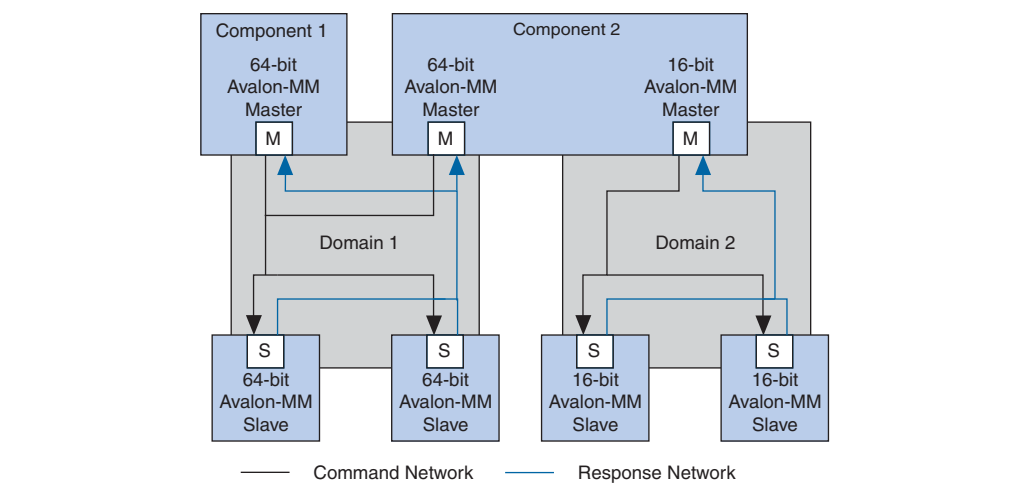 Component 1
Component 2
64-bit
Avalon-MM
Master
64-bit
Avalon-MM
Master
16-bit
Avalon-MM
Master
M
M
M
Domain 1
Domain 2
S
S
S
S
64-bit
Avalon-MM
Slave
64-bit
Avalon-MM
Slave
16-bit
Avalon-MM
Slave
16-bit
Avalon-MM
Slave
Command Network
Response Network